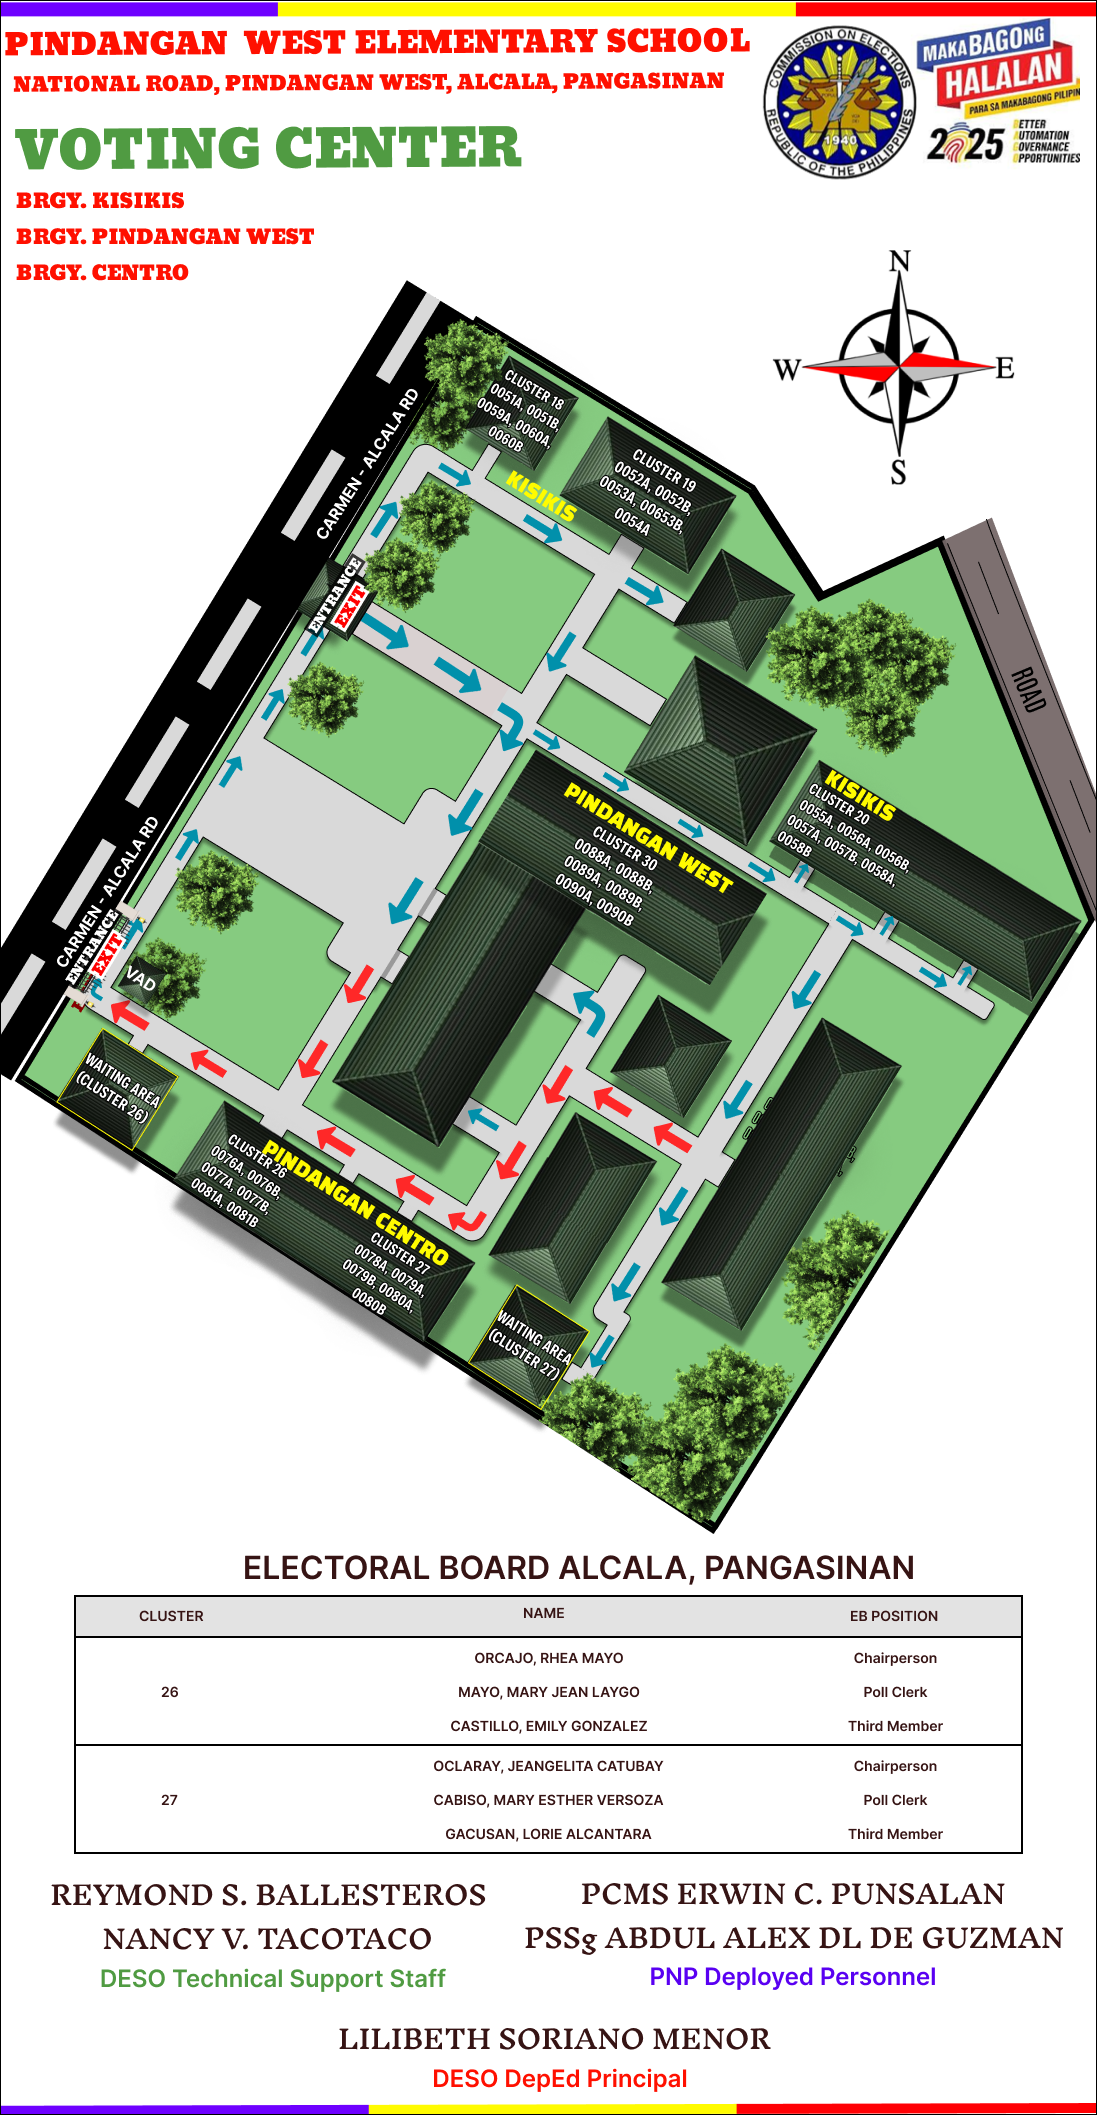 PINDANGAN WEST ELEMENTARY SCHOOL
NATIONAL ROAD, PINDANGAN WEST, ALCALA, PANGASINAN
VOTING CENTER
BRGY. KISIKIS
BRGY. PINDANGAN WEST
BRGY. CENTRO
COMMISSION ON ELECTIONS
1940
REPUBLIC OF THE PHILIPPINES
MAKABAGONG
HALALAN
PARA SA MAKABAGONG PILIPIN
2025
BETTER
AUTOMATION
GOVERNANCE
OPPORTUNITIES
N
W
E
S
CARMEN - ALCALA RD
CLUSTER 18
0051A, 0051B,
0059A, 0060A,
0060B
KISIKIS
CLUSTER 19
0052A, 0052B,
0053A, 00653B,
0054A
ENTRANCE
EXIT
ROAD
KISIKIS
CLUSTER 20
0055A, 0056A, 0056B,
0057A, 0057B, 0058A,
0058B
PINDANGAN WEST
CLUSTER 30
0088A, 0088B,
0089A, 0089B,
0090A, 0090B
CARMEN - ALCALA RD
ENTRANCE
EXIT
VAD
WAITING AREA
(CLUSTER 26)
PINDANGAN CENTRO
CLUSTER 26
0076A, 0076B,
0077A, 0077B,
0081A, 0081B
CLUSTER 27
0078A, 0079A,
0079B, 0080A,
0080B
WAITING AREA
(CLUSTER 27)
ELECTORAL BOARD ALCALA, PANGASINAN
CLUSTER NAME EB POSITION
ORCAJO, RHEA MAYO Chairperson
26 MAYO, MARY JEAN LAYGO Poll Clerk
CASTILLO, EMILY GONZALEZ Third Member
OCLARAY, JEANGELITA CATUBAY Chairperson
27 CABISO, MARY ESTHER VERSOZA Poll Clerk
GACUSAN, LORIE ALCANTARA Third Member
REYMOND S. BALLESTEROS
NANCY V. TACOTACO
DESO Technical Support Staff
PCMS ERWIN C. PUNSALAN
PSSg ABDUL ALEX DL DE GUZMAN
PNP Deployed Personnel
LILIBETH SORIANO MENOR
DESO DepEd Principal